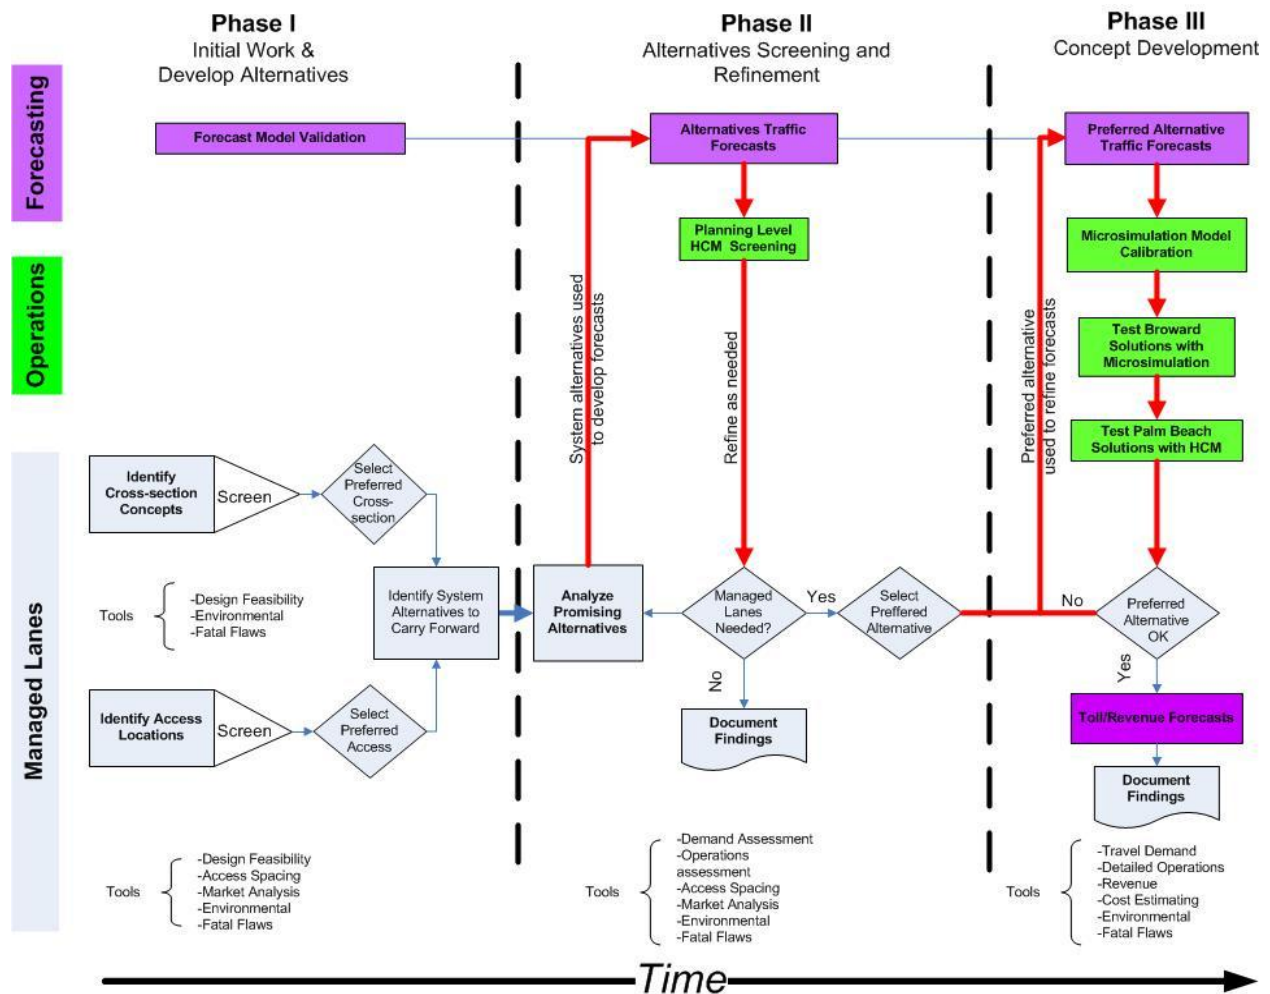 Phase I
Initial Work &
Develop Alternatives
Phase II
Alternatives Screening and
Refinement
Phase III
Concept Development
Forecasting
Forecast Model Validation
Alternatives Traffic
Forecasts
Preferred Alternative
Traffic Forecasts
Operations
Planning Level
HCM Screening
Microsimulation Model
Calibration
Test Broward
Solutions with
Microsimulation
Test Palm Beach
Solutions with HCM
System alternatives used
to develop forecasts
Refine as needed
Preferred alternative
used to refine forecasts
Managed Lanes
Identify
Cross-section
Concepts
Screen
Select
Preferred
Cross-
section
Tools
-Design Feasibility
-Environmental
-Fatal Flaws
Identify System
Alternatives to
Carry Forward
Identify Access
Locations
Screen
Select
Preferred
Access
Analyze
Promising
Alternatives
Managed
Lanes
Needed?
Yes
No
Select
Preffered
Alternative
Document
Findings
No
Preferred
Alternative
OK
Yes
Toll/Revenue Forecasts
Document
Findings
Tools
-Design Feasibility
-Access Spacing
-Market Analysis
-Environmental
-Fatal Flaws
Tools
-Demand Assessment
-Operations
assessment
-Access Spacing
-Market Analysis
-Environmental
-Fatal Flaws
Tools
-Travel Demand
-Detailed Operations
-Revenue
-Cost Estimating
-Environmental
-Fatal Flaws
Time